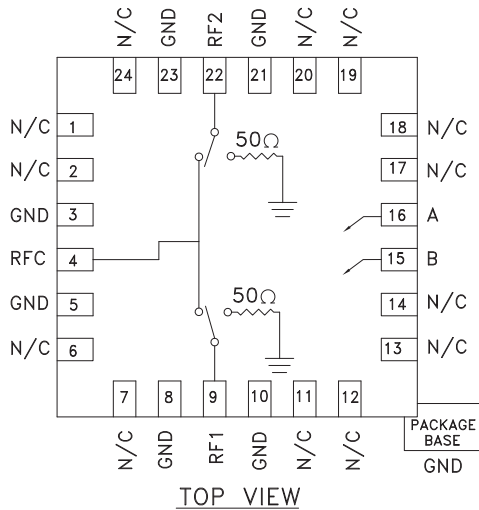 N/C GND RF2 GND N/C N/C
24 23 22 21 20 19
N/C 1
N/C 2
GND 3
RFC 4
GND 5
N/C 6
50Ω
50Ω
18 N/C
17 N/C
16 A
15 B
14 N/C
13 N/C
7 8 9 10 11 12
N/C GND RF1 GND N/C N/C
PACKAGE
BASE
GND
TOP VIEW